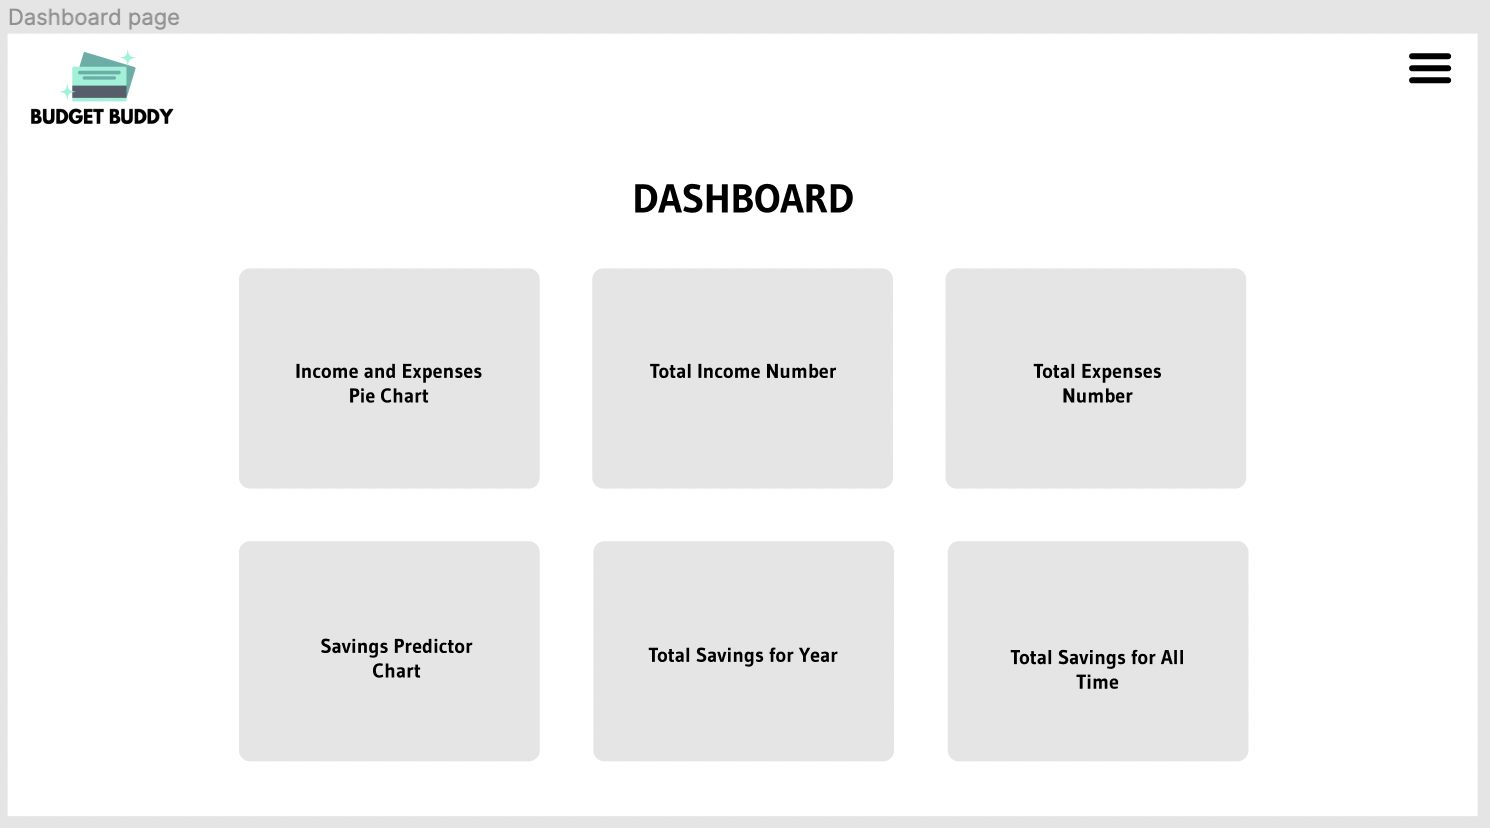 Dashboard page
BUDGET BUDDY
DASHBOARD
Income and Expenses
Pie Chart
Total Income Number
Total Expenses
Number
Savings Predictor
Chart
Total Savings for Year
Total Savings for All
Time